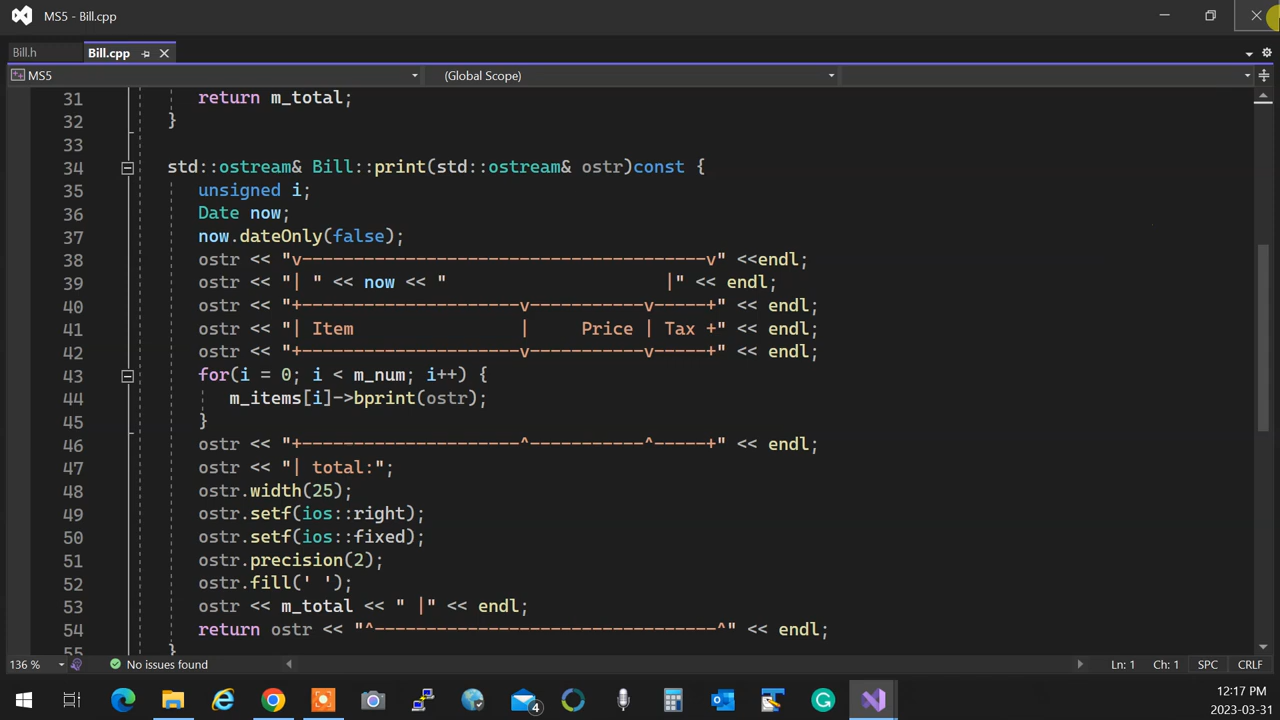 MS5 - Bill.cpp
Bill.h
Bill.cpp
MS5
(Global Scope)
31 return m_total;
32 }
33
34 std::ostream& Bill::print(std::ostream& ostr)const {
35 unsigned i;
36 Date now;
37 now.dateOnly(false);
38 ostr << "v----------------------------------------v" <<endl;
39 ostr << "| " << now << "                      |" << endl;
40 ostr << "+----------------------v------------v------+" << endl;
41 ostr << "| Item                 |      Price | Tax +" << endl;
42 ostr << "+----------------------v------------v------+" << endl;
43 for(i = 0; i < m_num; i++) {
44 m_items[i]->bprint(ostr);
45 }
46 ostr << "+----------------------^------------^------+" << endl;
47 ostr << "| total:";
48 ostr.width(25);
49 ostr.setf(ios::right);
50 ostr.setf(ios::fixed);
51 ostr.precision(2);
52 ostr.fill(' ');
53 ostr << m_total << " |" << endl;
54 return ostr << "^---------------------------------^" << endl;
55 }
136 %
No issues found
Ln: 1
Ch: 1
SPC
CRLF
4
12:17 PM
2023-03-31